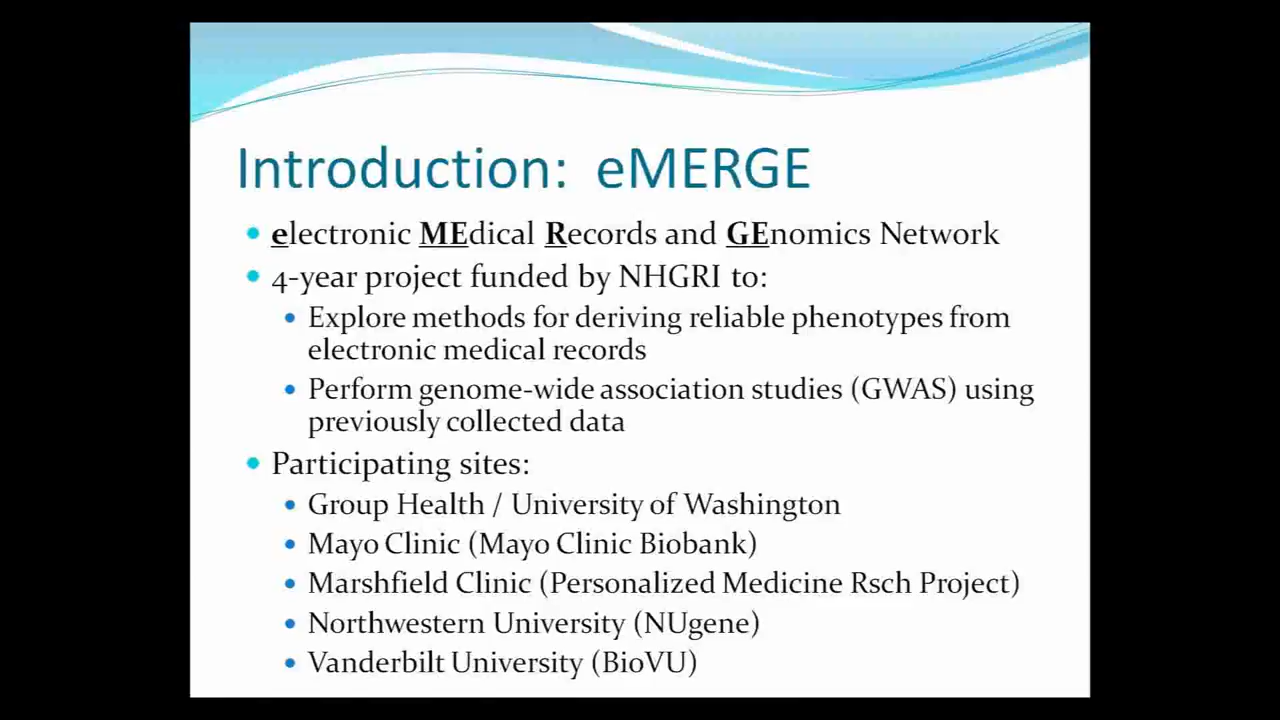 Introduction: eMERGE
electronic MEdical Records and GEnomics Network
4-year project funded by NHGRI to:
Explore methods for deriving reliable phenotypes from
electronic medical records
Perform genome-wide association studies (GWAS) using
previously collected data
Participating sites:
Group Health / University of Washington
Mayo Clinic (Mayo Clinic Biobank)
Marshfield Clinic (Personalized Medicine Rsch Project)
Northwestern University (NUgene)
Vanderbilt University (BioVU)